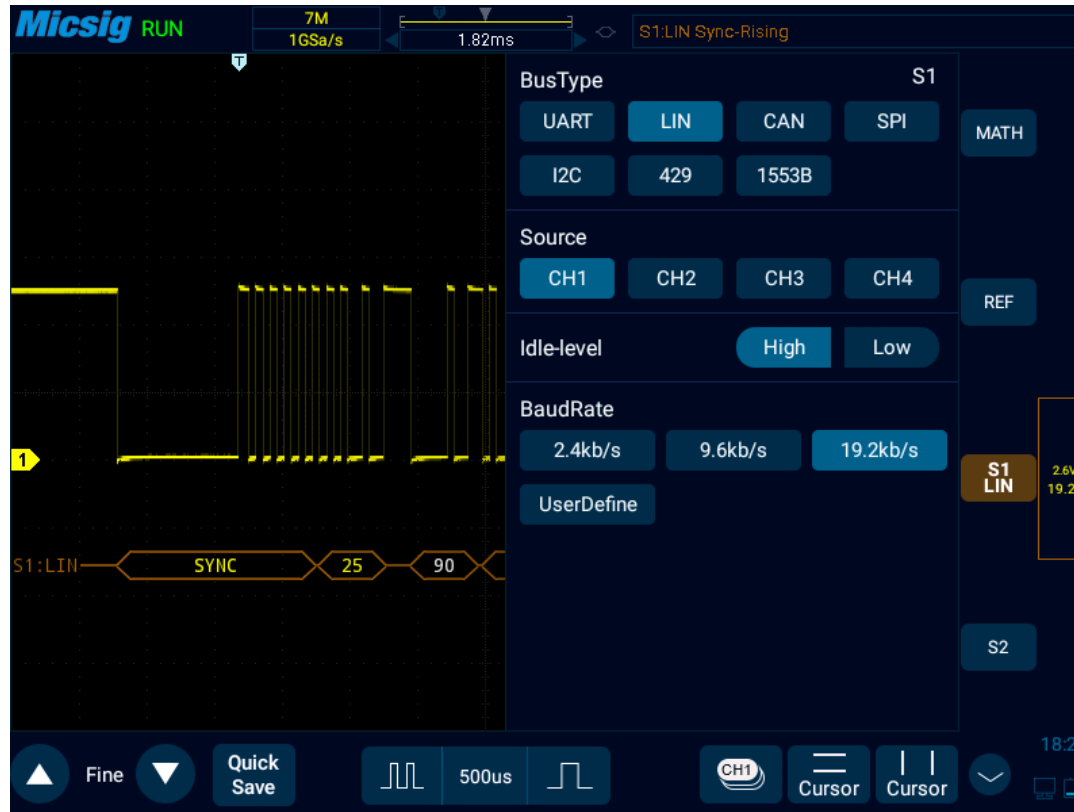 Micsig RUN
7M
1GSa/s
1.82ms
S1:LIN Sync-Rising
T
BusType S1
UART LIN CAN SPI
I2C 429 1553B
MATH
Source
CH1 CH2 CH3 CH4
REF
Idle-level High Low
BaudRate
2.4kb/s 9.6kb/s 19.2kb/s
UserDefine
1
S1
LIN
S1:LIN SYNC 25 90
S2
Fine
Quick
Save
500us
CH1
Cursor
Cursor